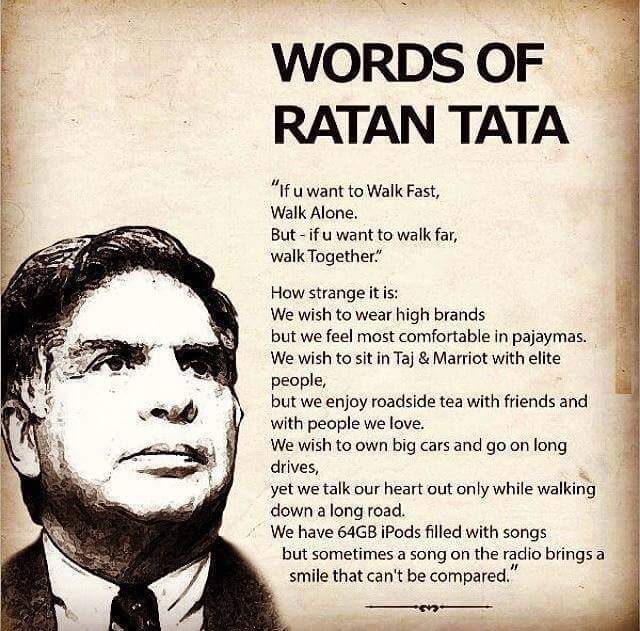 WORDS OF
RATAN TATA
"If u want to Walk Fast,
Walk Alone.
But - if u want to walk far,
walk Together."
How strange it is:
We wish to wear high brands
but we feel most comfortable in pajaymas.
We wish to sit in Taj & Marriot with elite
people,
but we enjoy roadside tea with friends and
with people we love.
We wish to own big cars and go on long
drives,
yet we talk our heart out only while walking
down a long road.
We have 64GB iPods filled with songs
but sometimes a song on the radio brings a
smile that can't be compared."